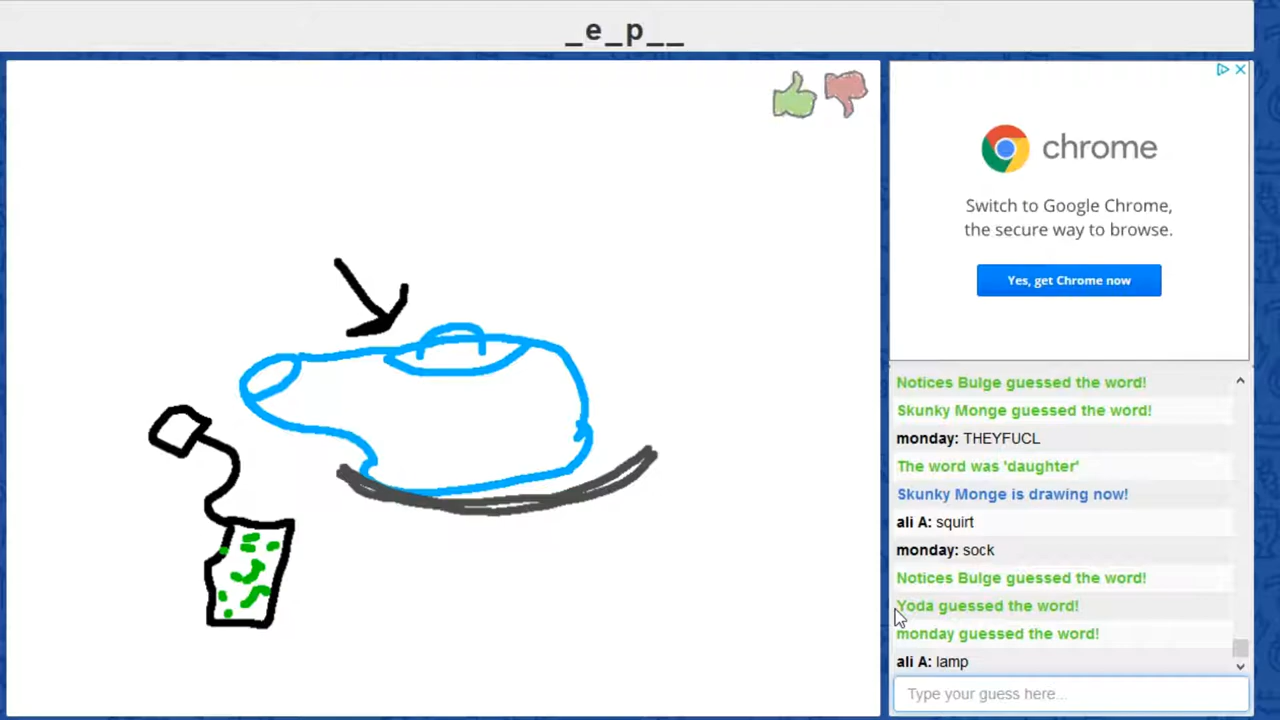 _e_p__
chrome
Switch to Google Chrome,
the secure way to browse.
Yes, get Chrome now
Notices Bulge guessed the word!
Skunky Monge guessed the word!
monday: THEYFUCL
The word was 'daughter'
Skunky Monge is drawing now!
ali A: squirt
monday: sock
Notices Bulge guessed the word!
Yoda guessed the word!
monday guessed the word!
ali A: lamp
Type your guess here...